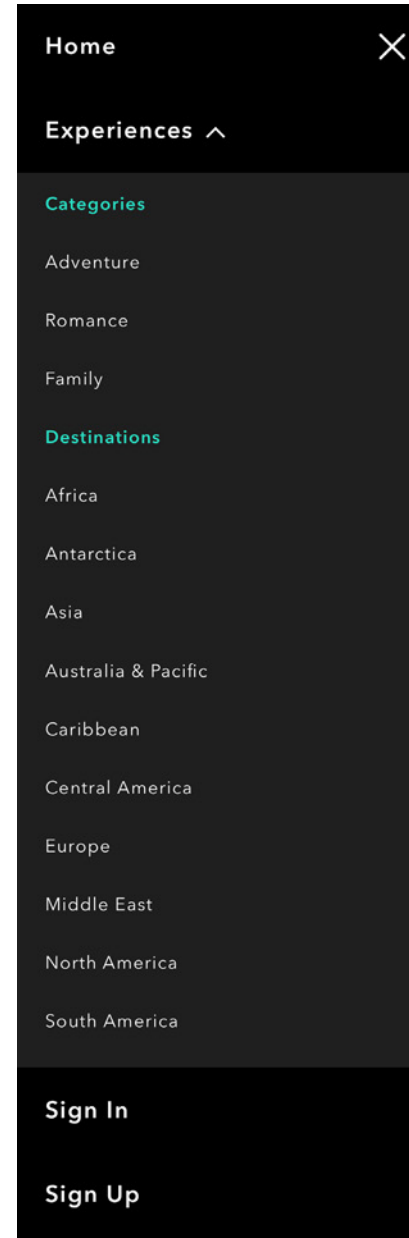 Home
Experiences
Categories
Adventure
Romance
Family
Destinations
Africa
Antarctica
Asia
Australia & Pacific
Caribbean
Central America
Europe
Middle East
North America
South America
Sign In
Sign Up